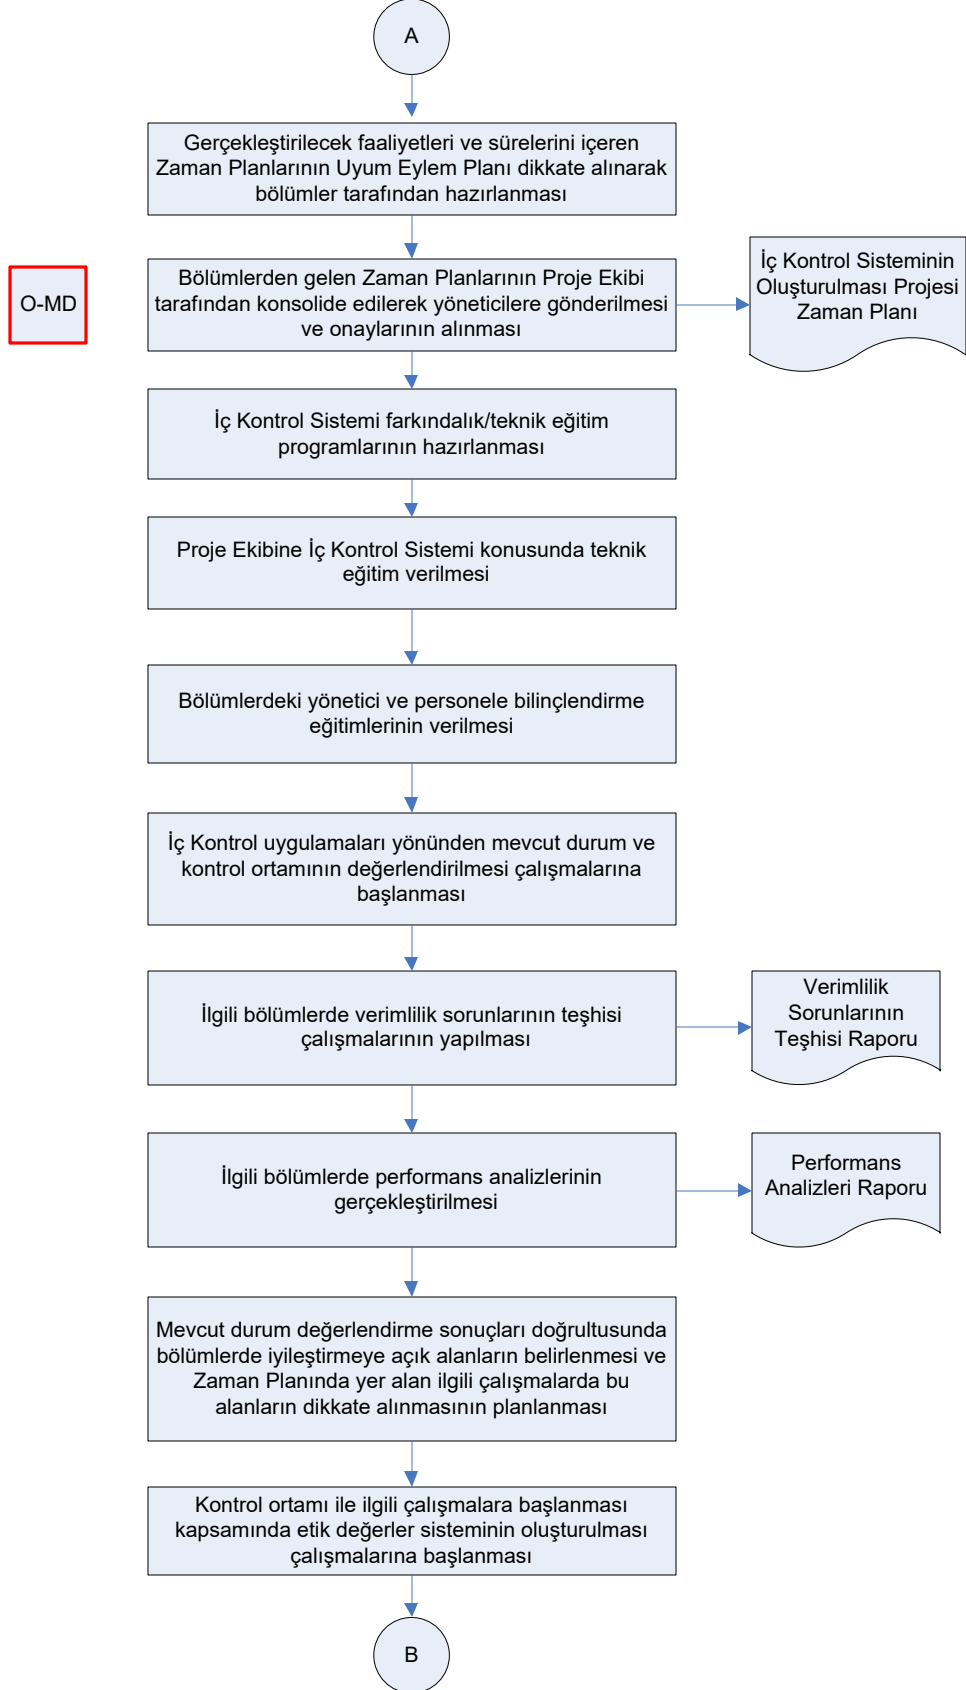 A
Gerçekleştirilecek faaliyetleri ve sürelerini içeren
Zaman Planlarının Uyum Eylem Planı dikkate alınarak
bölümler tarafından hazırlanması
O-MD
Bölümlerden gelen Zaman Planlarının Proje Ekibi
tarafından konsolide edilerek yöneticilere gönderilmesi
ve onaylarının alınması
İç Kontrol Sisteminin
Oluşturulması Projesi
Zaman Planı
İç Kontrol Sistemi farkındalık/teknik eğitim
programlarının hazırlanması
Proje Ekibine İç Kontrol Sistemi konusunda teknik
eğitim verilmesi
Bölümlerdeki yönetici ve personele bilinçlendirme
eğitimlerinin verilmesi
İç Kontrol uygulamaları yönünden mevcut durum ve
kontrol ortamının değerlendirilmesi çalışmalarına
başlanması
İlgili bölümlerde verimlilik sorunlarının teşhisi
çalışmalarının yapılması
Verimlilik
Sorunlarının
Teşhisi Raporu
İlgili bölümlerde performans analizlerinin
gerçekleştirilmesi
Performans
Analizleri Raporu
Mevcut durum değerlendirme sonuçları doğrultusunda
bölümlerde iyileştirmeye açık alanların belirlenmesi ve
Zaman Planında yer alan ilgili çalışmalarda bu
alanların dikkate alınmasının planlanması
Kontrol ortamı ile ilgili çalışmalara başlanması
kapsamında etik değerler sisteminin oluşturulması
çalışmalarına başlanması
B